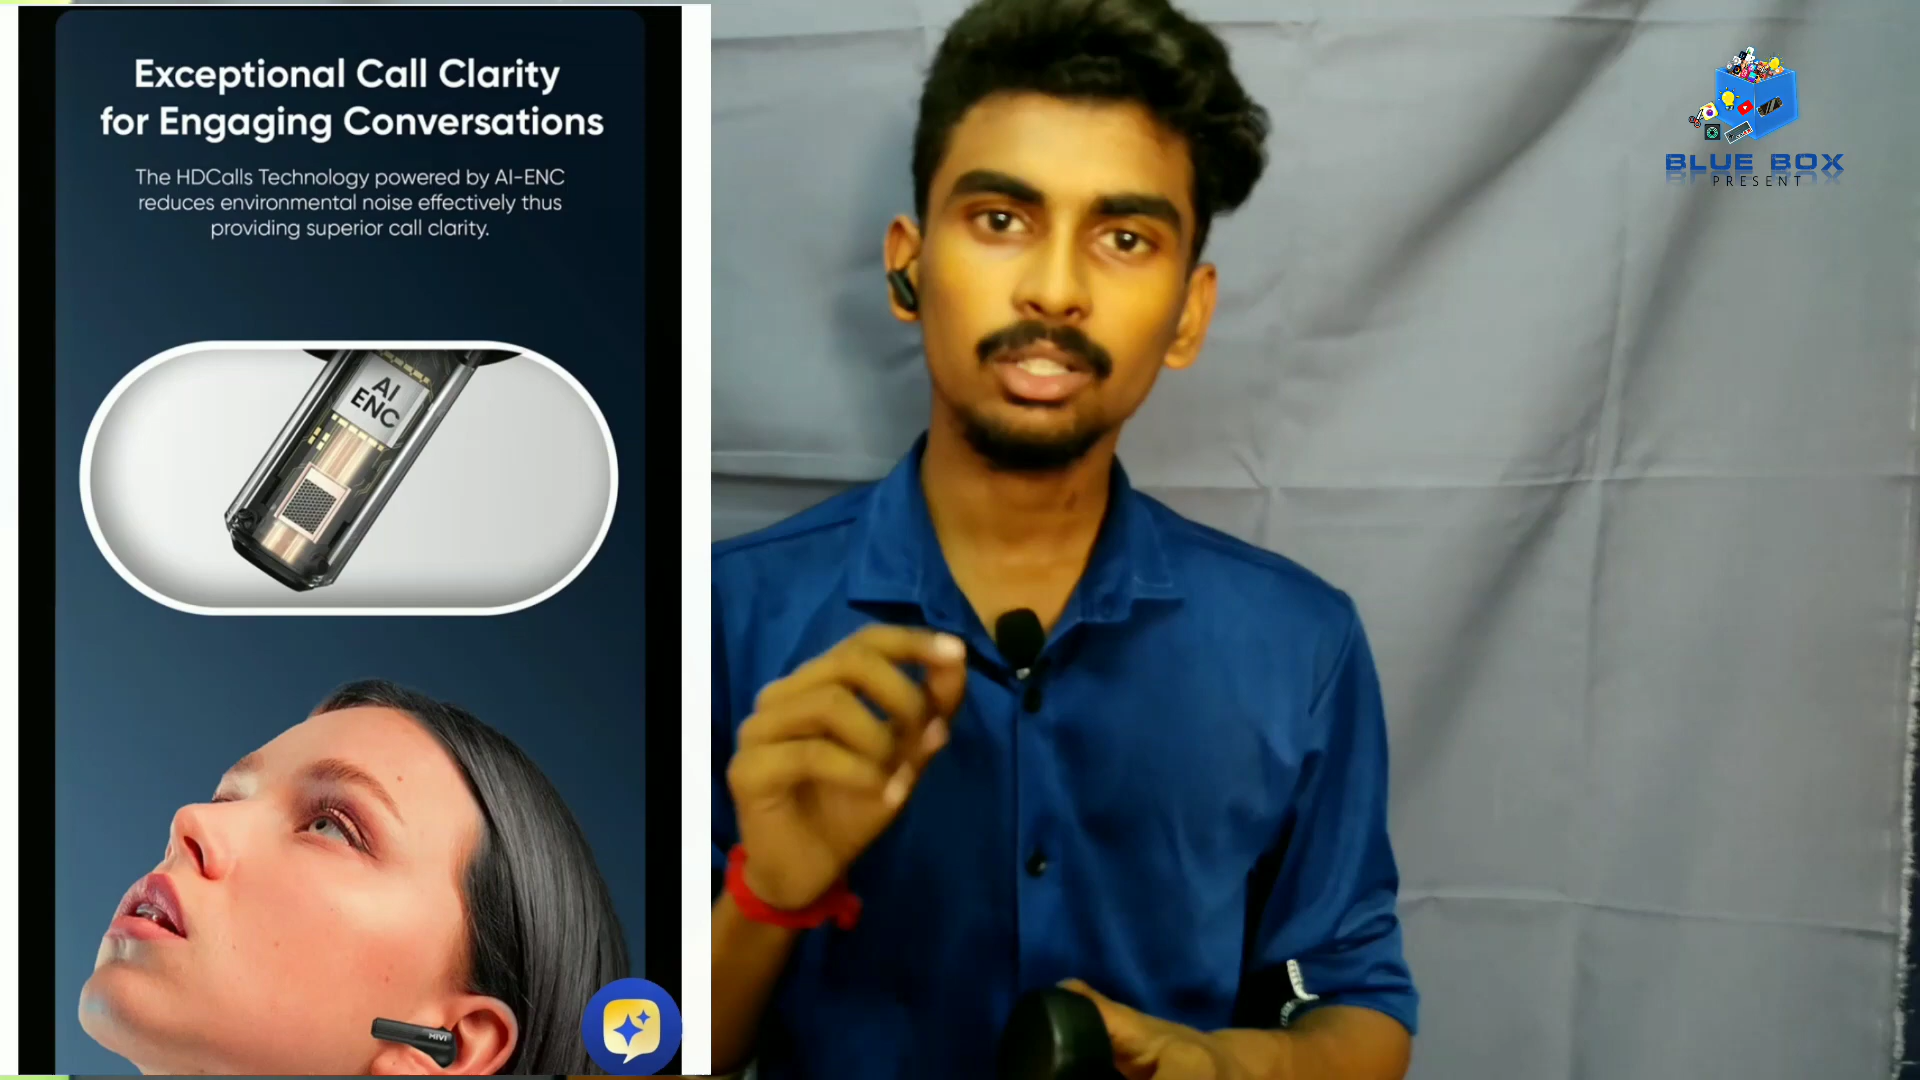 Exceptional Call Clarity
for Engaging Conversations
The HDCalls Technology powered by AI-ENC
reduces environmental noise effectively thus
providing superior call clarity.
AI
ENC
MIVI
BLUE BOX
PRESENT